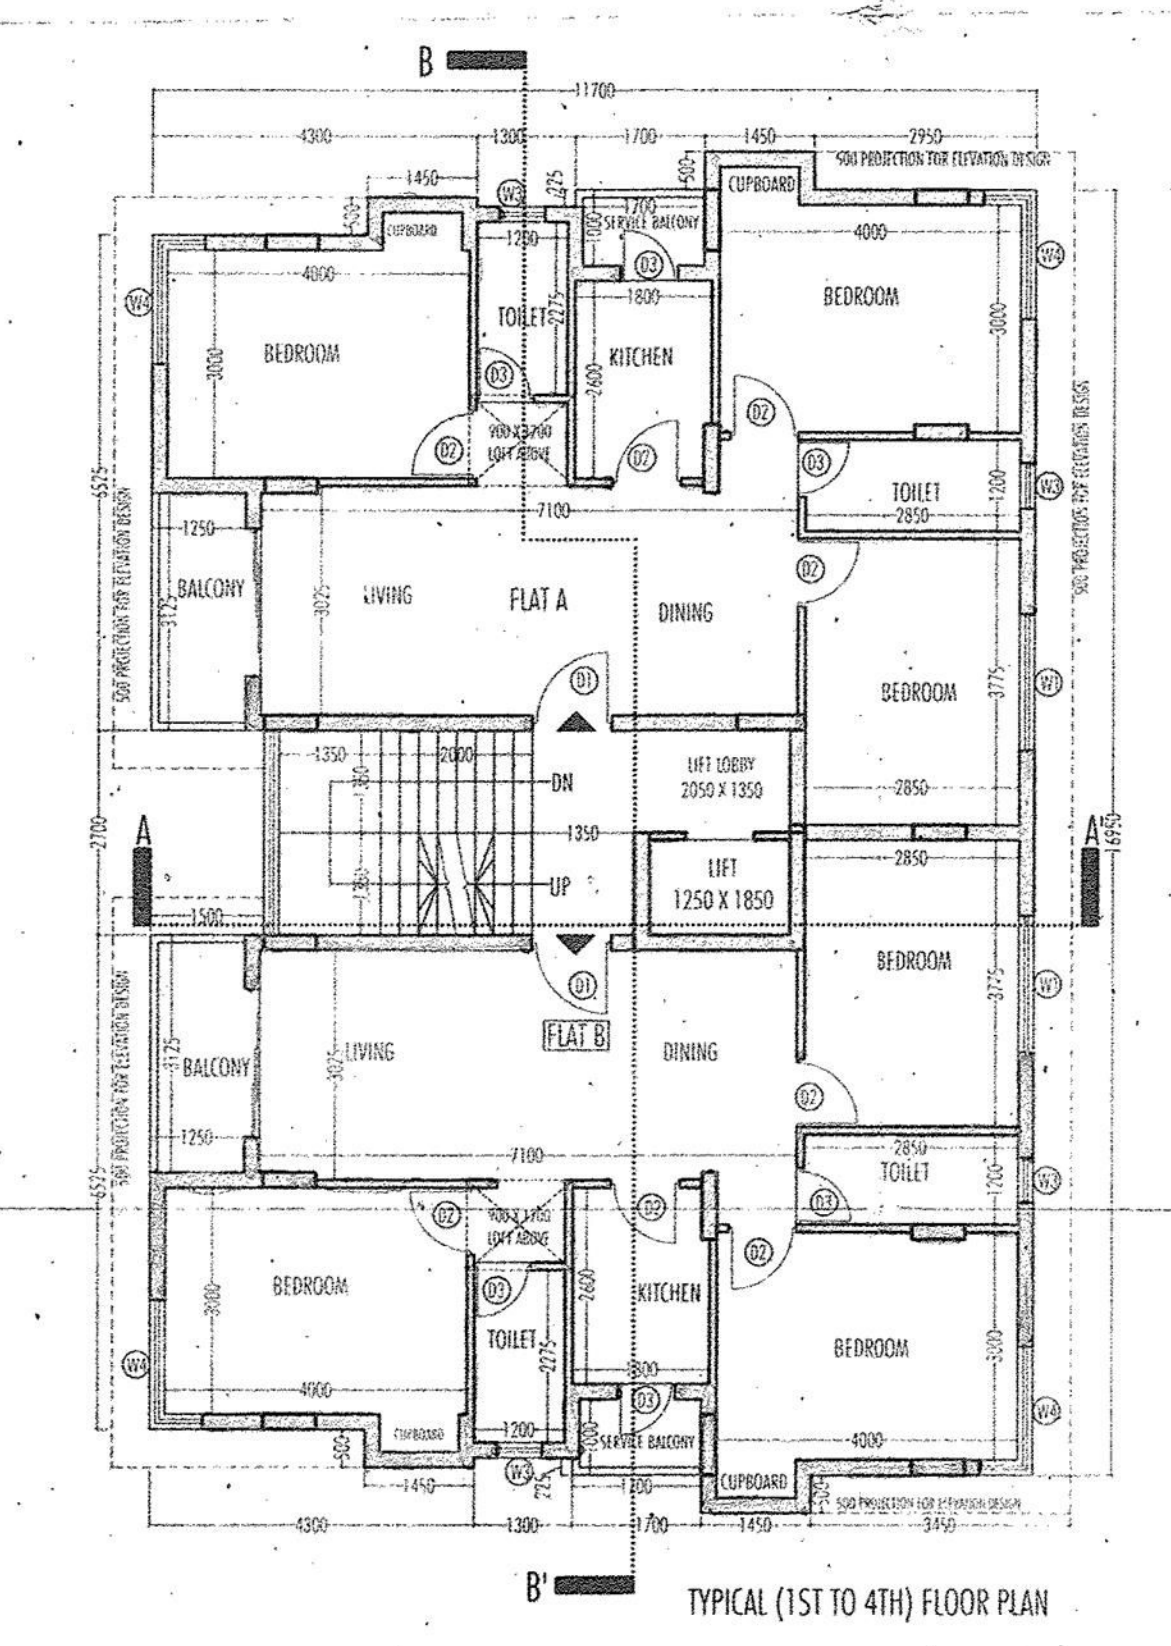 B
11700
4300 1300 1700 1450 2950
500 PROJECTION FOR ELEVATION DESIGN
1450 W3 225 500 CUPBOARD
500 CUPBOARD 1200 1000 1700 SERVICE BALCONY
4000 D3 4000 W4
W4 1800
TOILET 2275 BEDROOM 3000
BEDROOM 3000 KITCHEN
D3 2600
D2 900 X 1200 LOFT ABOVE D2 D2
D3 TOILET 1200 W3
6525 7100 2850
500 PROJECTION FOR ELEVATION DESIGN
1250
500 PROJECTION FOR ELEVATION DESIGN
D2
BALCONY 3125 LIVING 3025 FLAT A DINING
D1 BEDROOM 3775 W1
1350 2000 LIFT LOBBY
1350 DN 2050 X 1350 2850
2700 A 1350 A' 16950
LIFT 2850
1350 UP 1250 X 1850
1500
BEDROOM
D1 3775 W1
500 PROJECTION FOR ELEVATION DESIGN
3125 LIVING FLAT B DINING
BALCONY 3025
D2
1250
6525 7100 2850
TOILET 1200 W3
D2 900 X 1200 LOFT ABOVE D2 D3
D2
BEDROOM 3000 D3 2600 KITCHEN
TOILET 2275 BEDROOM 3000
W4 1800
4000 D3 W4
CUPBOARD 1200 1000 SERVICE BALCONY 4000
500 W3 225 CUPBOARD
1450 1200 500 500 PROJECTION FOR ELEVATION DESIGN
4300 1300 1700 1450 3450
B'
TYPICAL (1ST TO 4TH) FLOOR PLAN